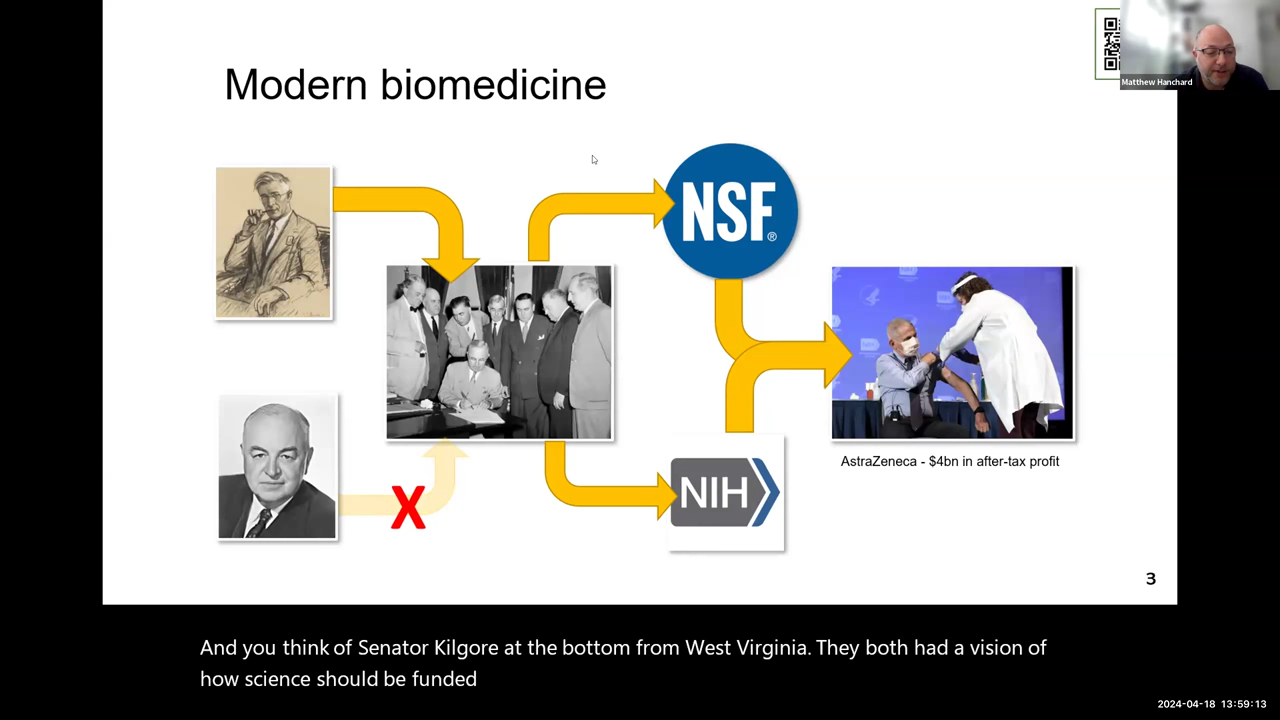 Modern biomedicine
Matthew Hanchard
NSF®
AstraZeneca - $4bn in after-tax profit
X
NIH
3
And you think of Senator Kilgore at the bottom from West Virginia. They both had a vision of
how science should be funded
2024-04-18 13:59:13